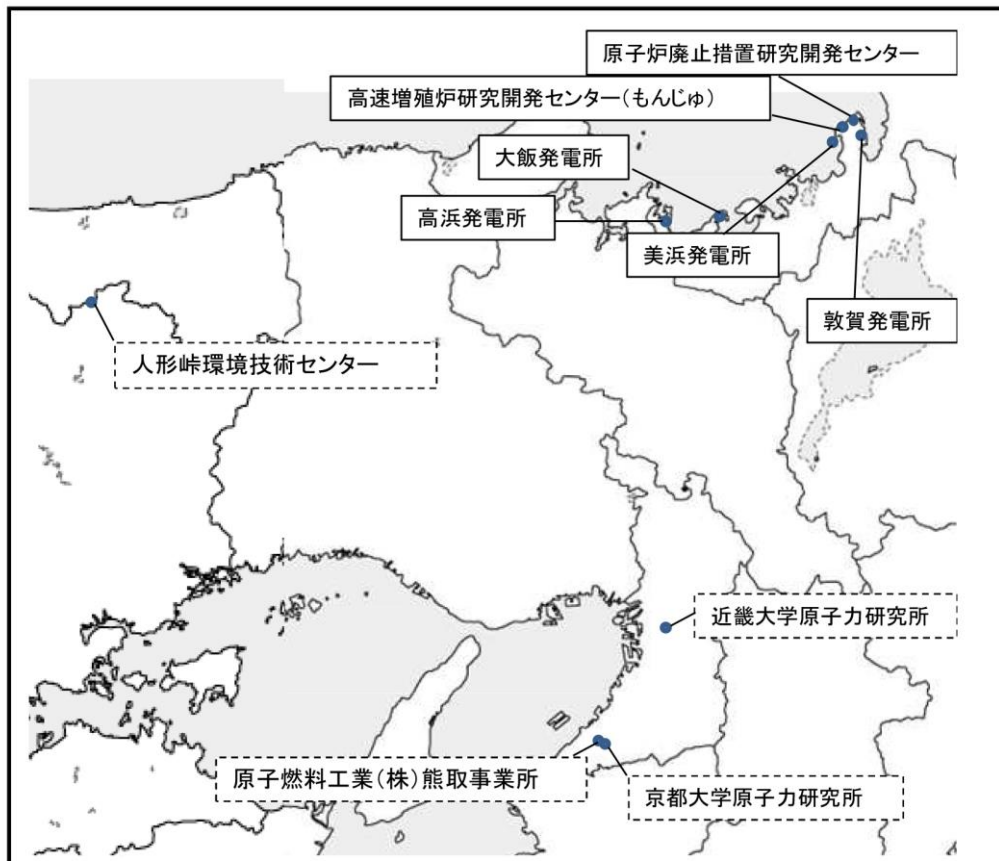 原子炉廃止措置研究開発センター
高速増殖炉研究開発センター(もんじゅ)
大飯発電所
高浜発電所
美浜発電所
敦賀発電所
人形峠環境技術センター
近畿大学原子力研究所
原子燃料工業(株)熊取事業所
京都大学原子力研究所